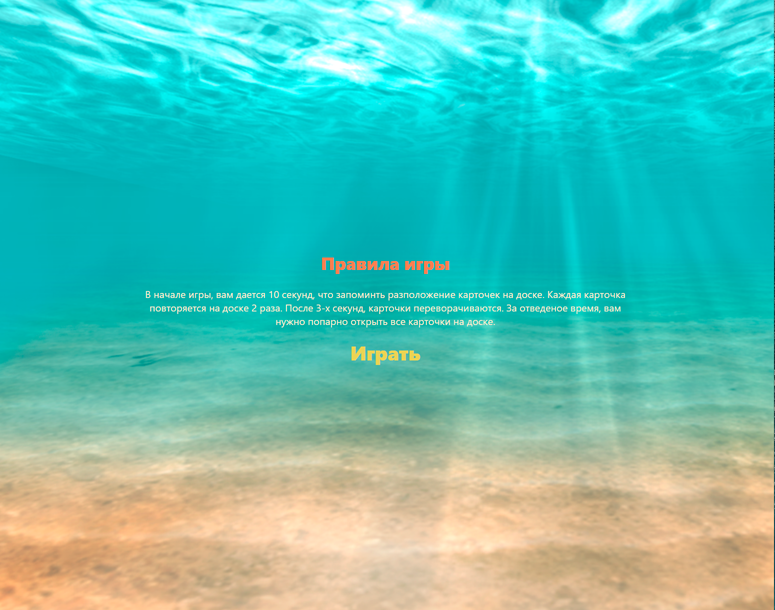 Правила игры
В начале игры, вам дается 10 секунд, что запоминть разположение карточек на доске. Каждая карточка
повторяется на доске 2 раза. После 3-х секунд, карточки переворачиваются. За отведеное время, вам
нужно попарно открыть все карточки на доске.
Играть